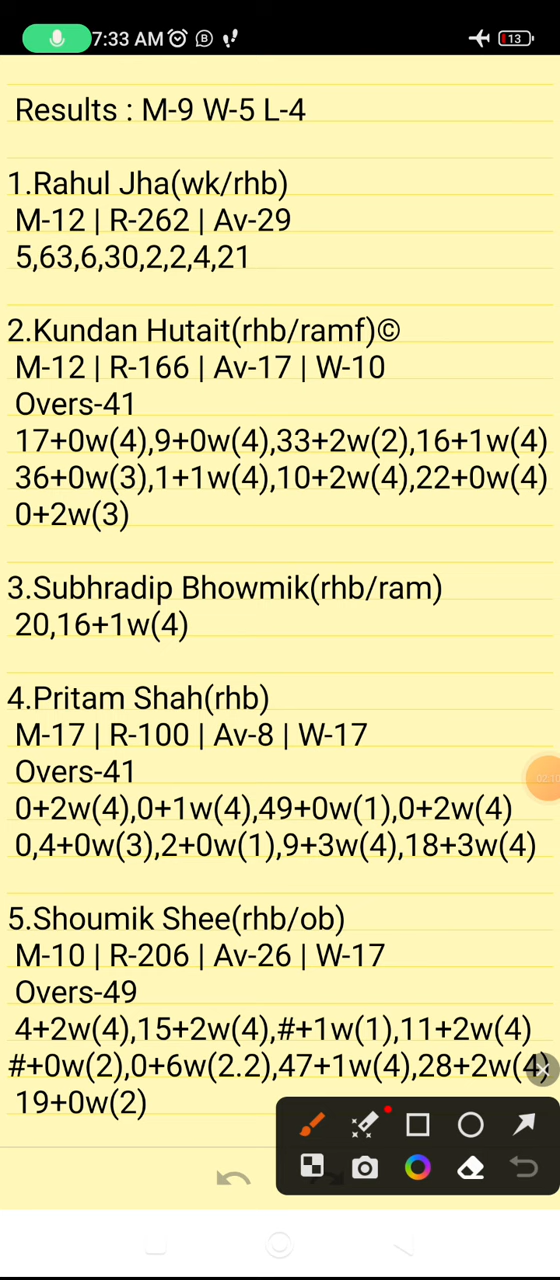 7:33 AM
13
Results : M-9 W-5 L-4
1.Rahul Jha(wk/rhb)
M-12 | R-262 | Av-29
5,63,6,30,2,2,4,21
2.Kundan Hutait(rhb/ramf)©
M-12 | R-166 | Av-17 | W-10
Overs-41
17+0w(4),9+0w(4),33+2w(2),16+1w(4)
36+0w(3),1+1w(4),10+2w(4),22+0w(4)
0+2w(3)
3.Subhradip Bhowmik(rhb/ram)
20,16+1w(4)
4.Pritam Shah(rhb)
M-17 | R-100 | Av-8 | W-17
Overs-41
0+2w(4),0+1w(4),49+0w(1),0+2w(4)
0,4+0w(3),2+0w(1),9+3w(4),18+3w(4)
5.Shoumik Shee(rhb/ob)
M-10 | R-206 | Av-26 | W-17
Overs-49
4+2w(4),15+2w(4),#+1w(1),11+2w(4)
#+0w(2),0+6w(2.2),47+1w(4),28+2w(4)
19+0w(2)